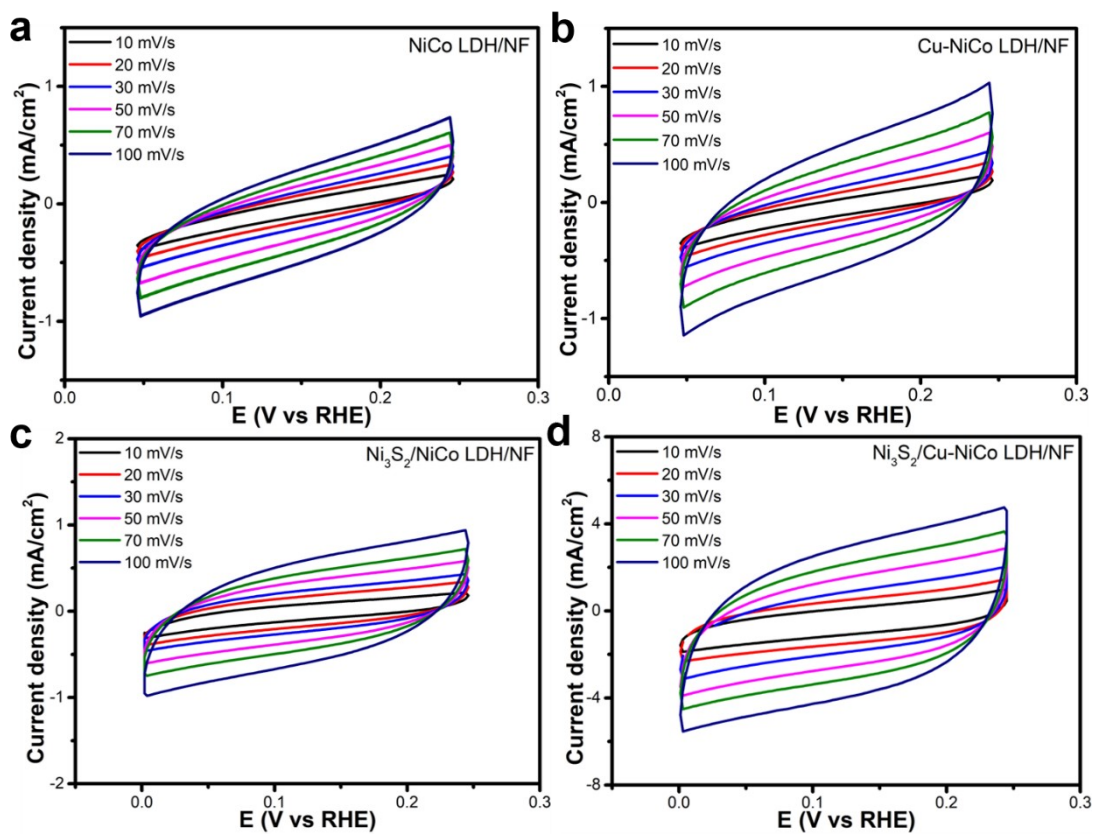 a
NiCo LDH/NF
10 mV/s
20 mV/s
30 mV/s
50 mV/s
70 mV/s
100 mV/s
Current density (mA/cm²)
1
0
-1
0.0
0.1
0.2
0.3
E (V vs RHE)
b
Cu-NiCo LDH/NF
10 mV/s
20 mV/s
30 mV/s
50 mV/s
70 mV/s
100 mV/s
Current density (mA/cm²)
1
0
-1
0.0
0.1
0.2
0.3
E (V vs RHE)
c
Ni₃S₂/NiCo LDH/NF
10 mV/s
20 mV/s
30 mV/s
50 mV/s
70 mV/s
100 mV/s
Current density (mA/cm²)
2
1
0
-1
-2
0.0
0.1
0.2
0.3
E (V vs RHE)
d
Ni₃S₂/Cu-NiCo LDH/NF
10 mV/s
20 mV/s
30 mV/s
50 mV/s
70 mV/s
100 mV/s
Current density (mA/cm²)
8
4
0
-4
-8
0.0
0.1
0.2
0.3
E (V vs RHE)